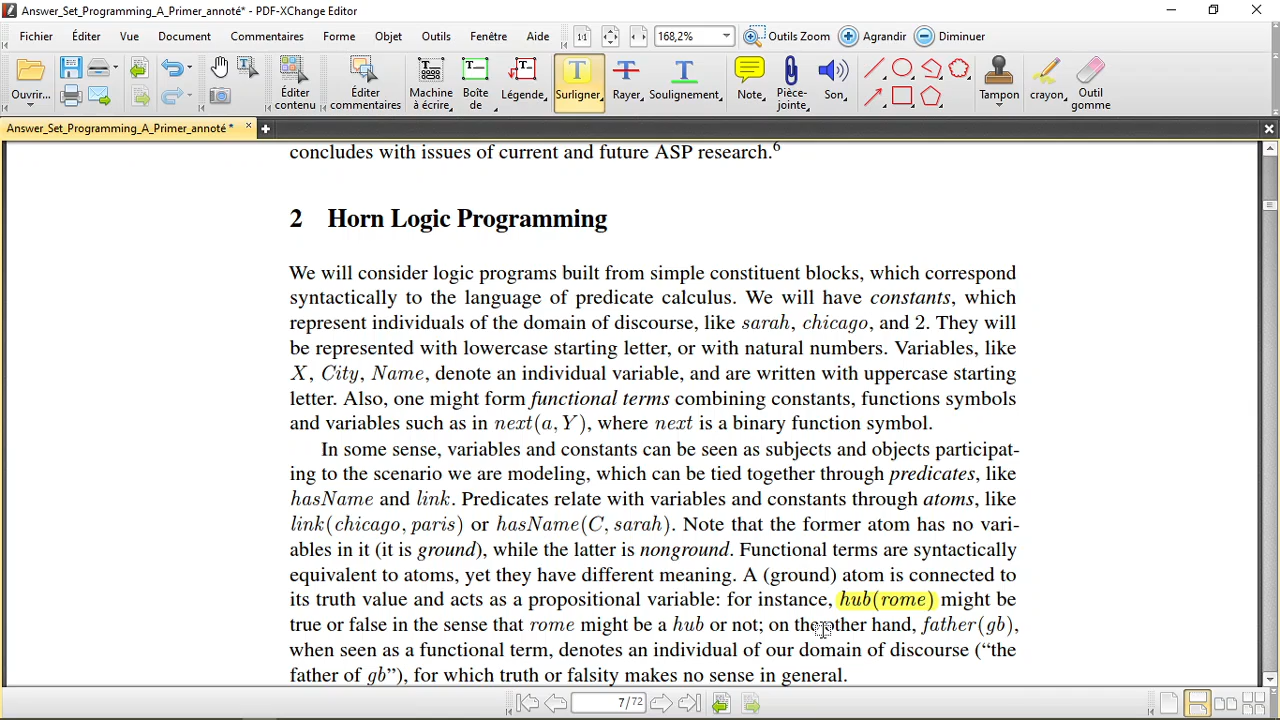 Answer_Set_Programming_A_Primer_annoté* - PDF-XChange Editor
Fichier Éditer Vue Document Commentaires Forme Objet Outils Fenêtre Aide 1:1 168,2% Outils Zoom Agrandir Diminuer
Ouvrir... Éditer contenu Éditer commentaires Machine à écrire Boîte de Légende Surligner Rayer Soulignement Note Pièce-jointe Son Tampon crayon Outil gomme
Answer_Set_Programming_A_Primer_annoté *
concludes with issues of current and future ASP research.6
2 Horn Logic Programming
We will consider logic programs built from simple constituent blocks, which correspond
syntactically to the language of predicate calculus. We will have constants, which
represent individuals of the domain of discourse, like sarah, chicago, and 2. They will
be represented with lowercase starting letter, or with natural numbers. Variables, like
X, City, Name, denote an individual variable, and are written with uppercase starting
letter. Also, one might form functional terms combining constants, functions symbols
and variables such as in next(a, Y), where next is a binary function symbol.
In some sense, variables and constants can be seen as subjects and objects participat-
ing to the scenario we are modeling, which can be tied together through predicates, like
hasName and link. Predicates relate with variables and constants through atoms, like
link(chicago, paris) or hasName(C, sarah). Note that the former atom has no vari-
ables in it (it is ground), while the latter is nonground. Functional terms are syntactically
equivalent to atoms, yet they have different meaning. A (ground) atom is connected to
its truth value and acts as a propositional variable: for instance, hub(rome) might be
true or false in the sense that rome might be a hub or not; on the other hand, father(gb),
when seen as a functional term, denotes an individual of our domain of discourse (“the
father of gb”), for which truth or falsity makes no sense in general.
7/72